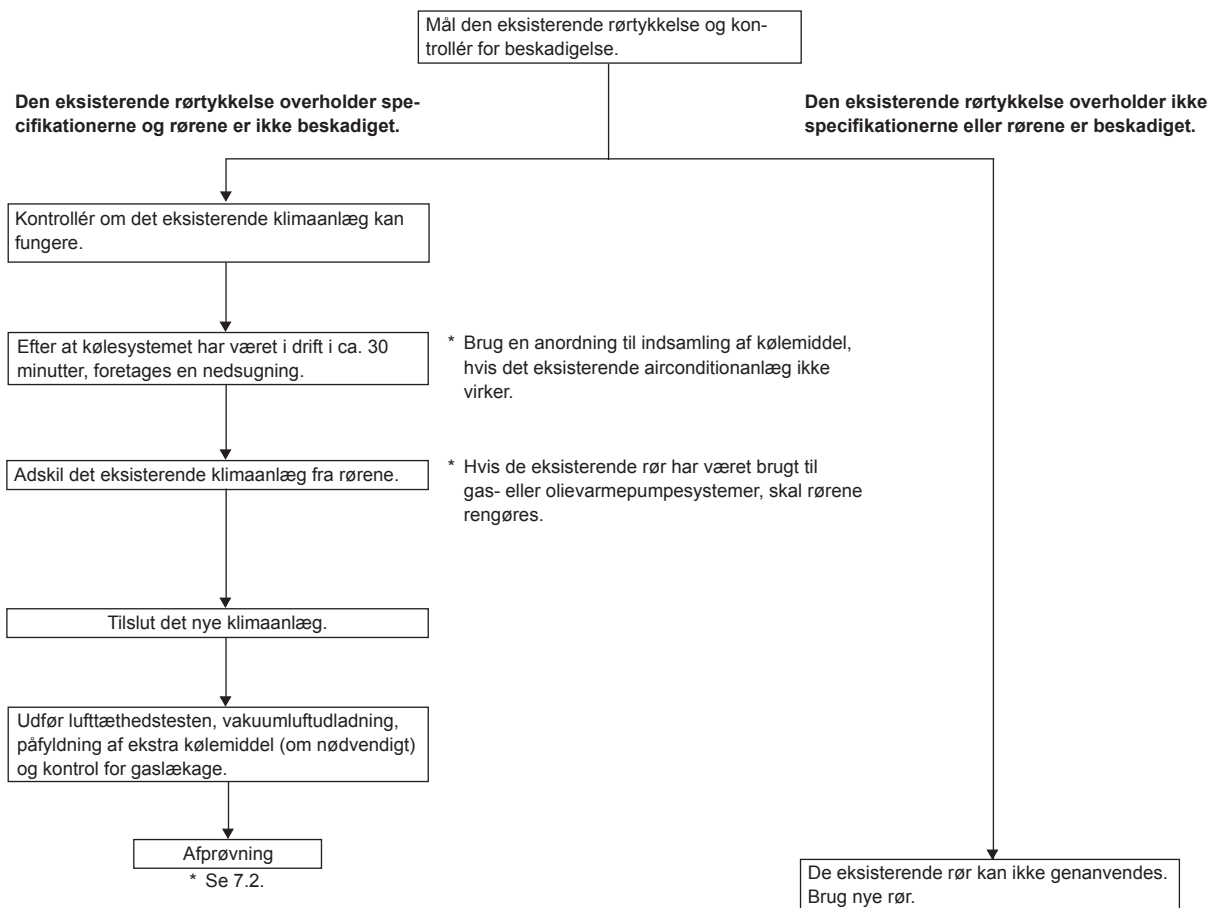 Mål den eksisterende rørtykkelse og kon-
trollér for beskadigelse.
Den eksisterende rørtykkelse overholder spe-
cifikationerne og rørene er ikke beskadiget.
Den eksisterende rørtykkelse overholder ikke
specifikationerne eller rørene er beskadiget.
Kontrollér om det eksisterende klimaanlæg kan
fungere.
Efter at kølesystemet har været i drift i ca. 30
minutter, foretages en nedsugning.
* Brug en anordning til indsamling af kølemiddel,
hvis det eksisterende airconditionanlæg ikke
virker.
Adskil det eksisterende klimaanlæg fra rørene.
* Hvis de eksisterende rør har været brugt til
gas- eller olievarmepumpesystemer, skal rørene
rengøres.
Tilslut det nye klimaanlæg.
Udfør lufttæthedstesten, vakuumluftudladning,
påfyldning af ekstra kølemiddel (om nødvendigt)
og kontrol for gaslækage.
Afprøvning
* Se 7.2.
De eksisterende rør kan ikke genanvendes.
Brug nye rør.